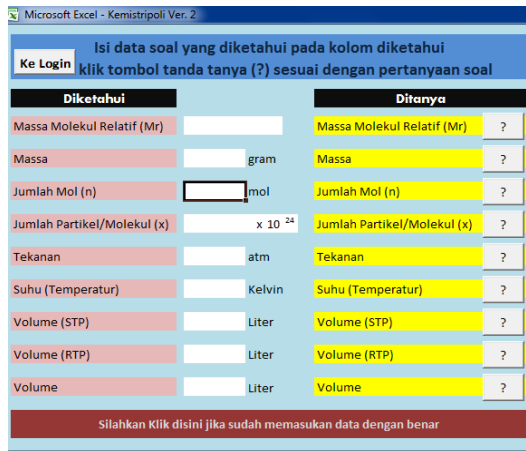 Microsoft Excel - Kemistripoli Ver. 2
Isi data soal yang diketahui pada kolom diketahui
Ke Login
klik tombol tanda tanya (?) sesuai dengan pertanyaan soal
Diketahui Ditanya
Massa Molekul Relatif (Mr) Massa Molekul Relatif (Mr) ?
Massa gram Massa ?
Jumlah Mol (n) mol Jumlah Mol (n) ?
Jumlah Partikel/Molekul (x) x 10 24 Jumlah Partikel/Molekul (x) ?
Tekanan atm Tekanan ?
Suhu (Temperatur) Kelvin Suhu (Temperatur) ?
Volume (STP) Liter Volume (STP) ?
Volume (RTP) Liter Volume (RTP) ?
Volume Liter Volume ?
Silahkan Klik disini jika sudah memasukan data dengan benar